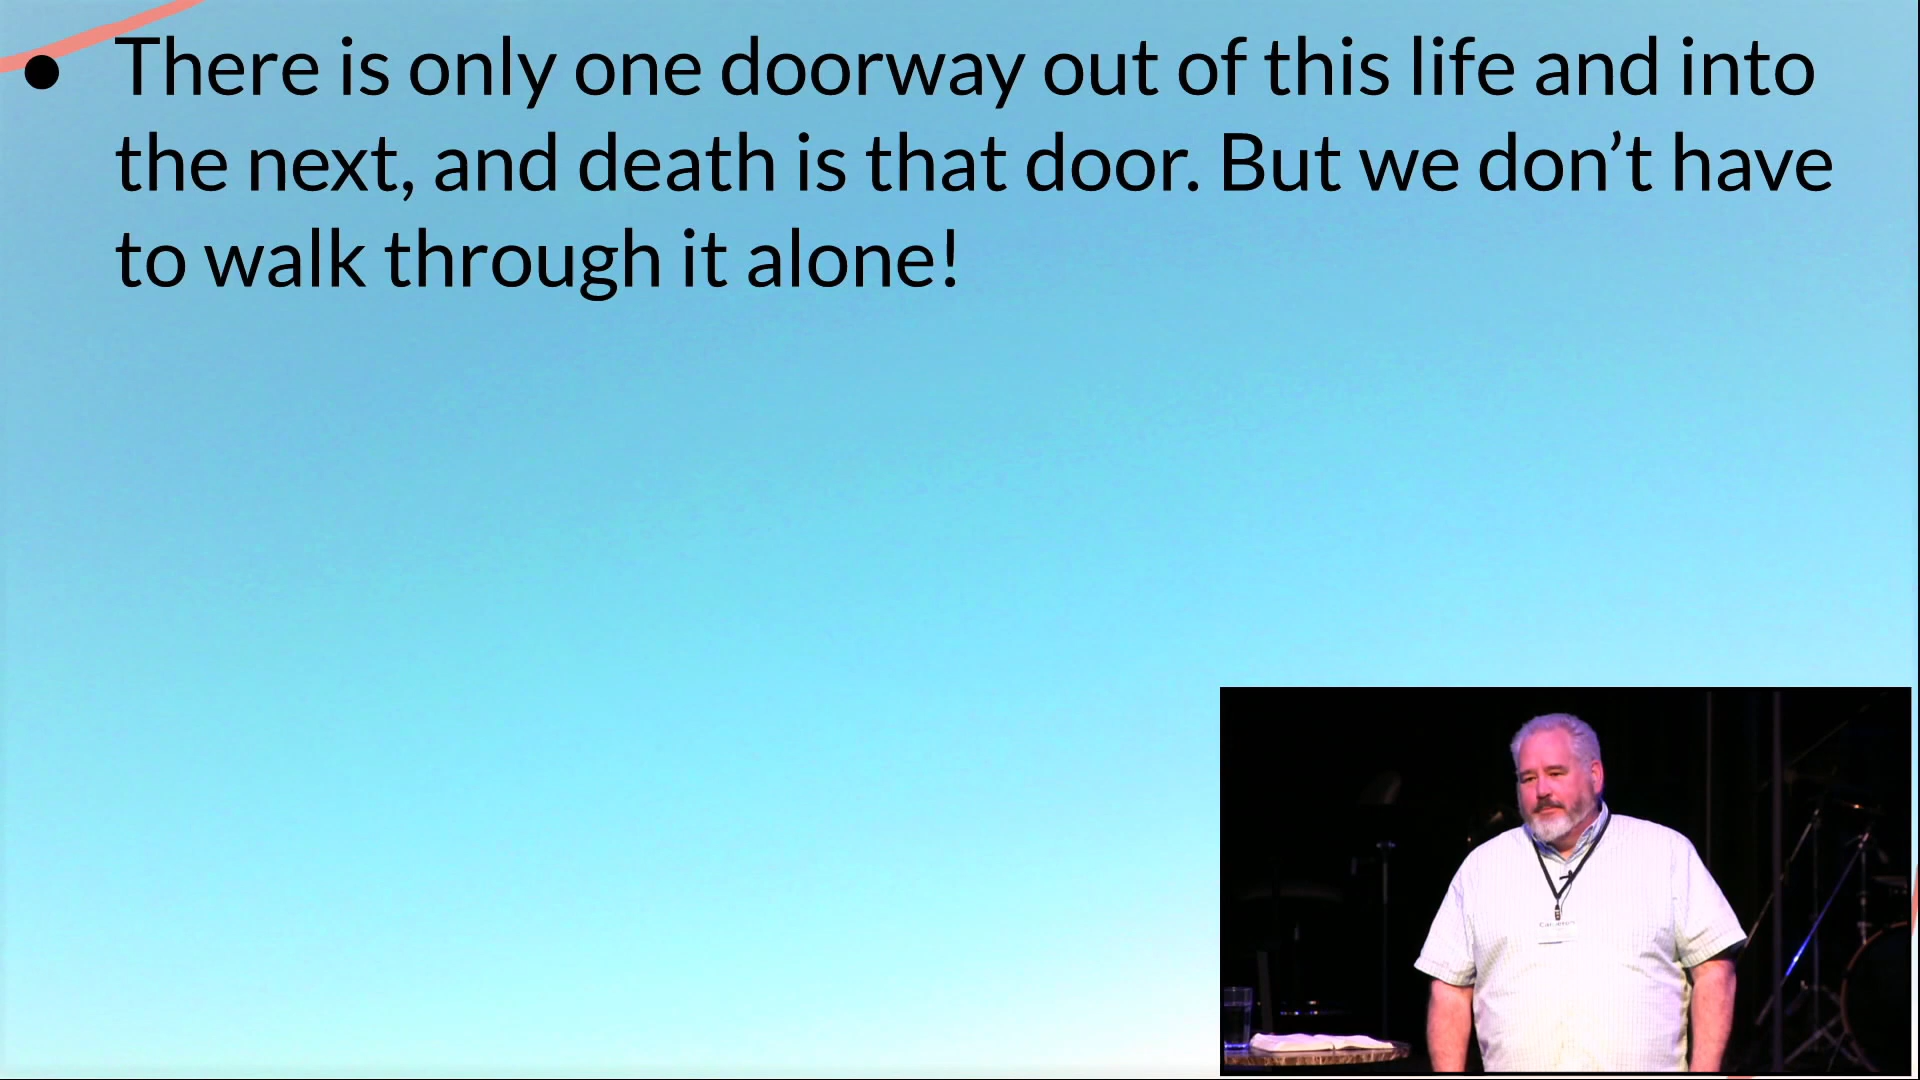 ● There is only one doorway out of this life and into
the next, and death is that door. But we don’t have
to walk through it alone!